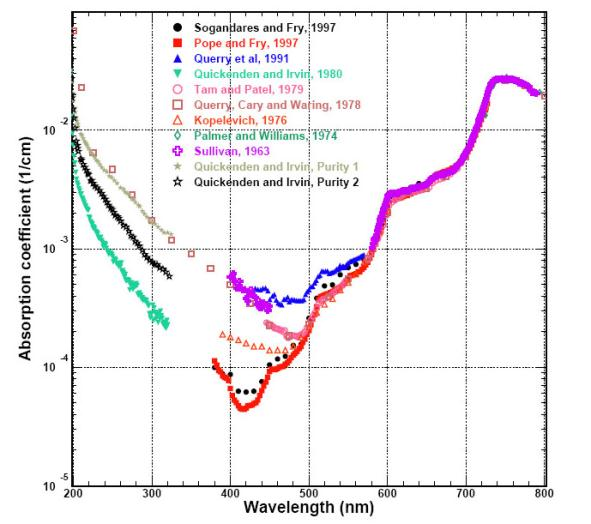 Sogandares and Fry, 1997
Pope and Fry, 1997
Querry et al, 1991
Quickenden and Irvin, 1980
Tam and Patel, 1979
Querry, Cary and Waring, 1978
Kopelevich, 1976
Palmer and Williams, 1974
Sullivan, 1963
Quickenden and Irvin, Purity 1
Quickenden and Irvin, Purity 2
Absorption coefficient (1/cm)
10 -2
10 -3
10 -4
10 -5
200 300 400 500 600 700 800
Wavelength (nm)